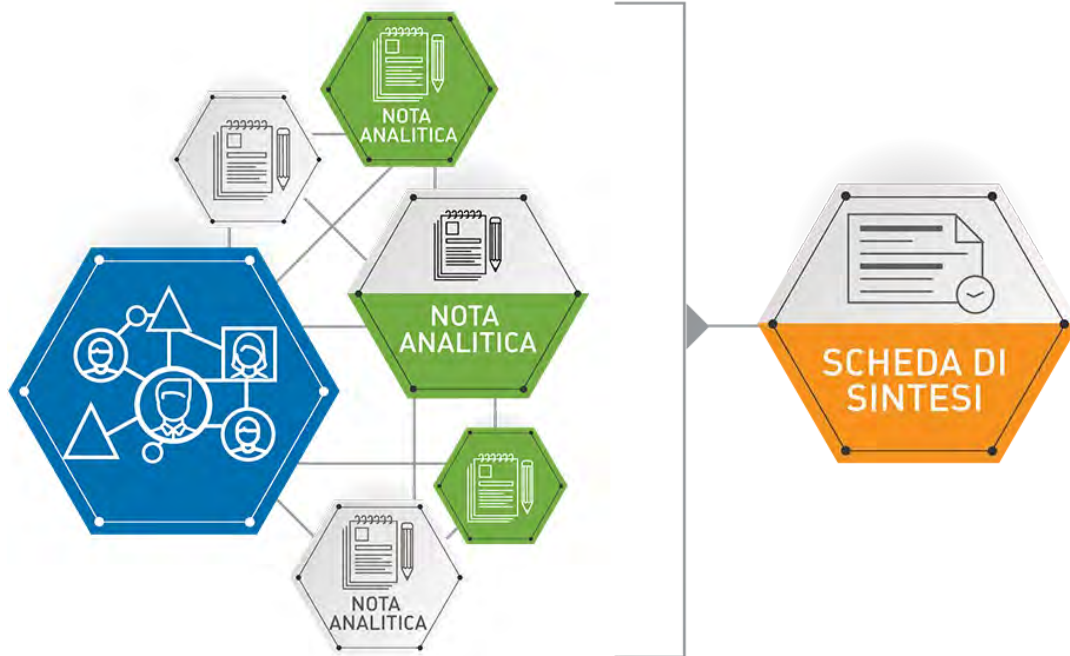 NOTA
ANALITICA
NOTA
ANALITICA
SCHEDA DI
SINTESI
NOTA
ANALITICA